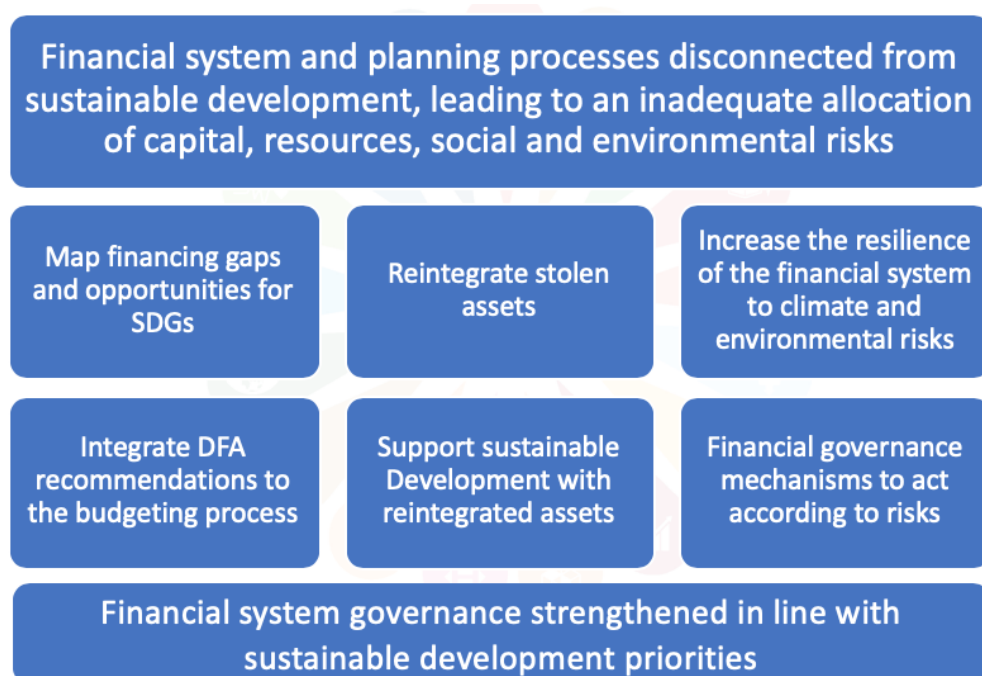 Financial system and planning processes disconnected from
sustainable development, leading to an inadequate allocation
of capital, resources, social and environmental risks
Map financing gaps
and opportunities for
SDGs
Reintegrate stolen
assets
Increase the resilience
of the financial system
to climate and
environmental risks
Integrate DFA
recommendations to
the budgeting process
Support sustainable
Development with
reintegrated assets
Financial governance
mechanisms to act
according to risks
Financial system governance strengthened in line with
sustainable development priorities